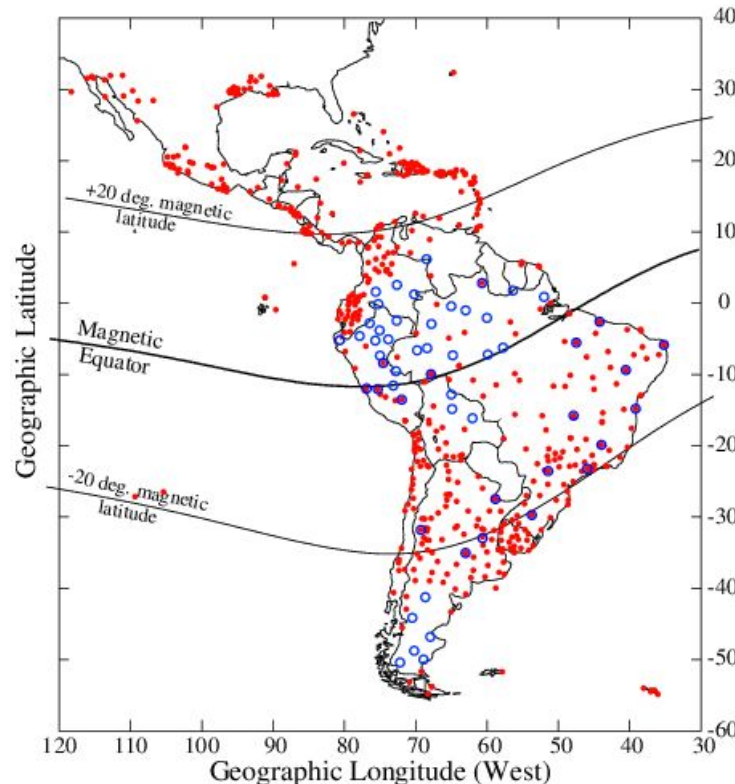 40
30
20
10
0
-10
-20
-30
-40
-50
-60
Geographic Latitude
+20 deg. magnetic
latitude
Magnetic
Equator
-20 deg. magnetic
latitude
120 110 100 90 80 70 60 50 40 30
Geographic Longitude (West)